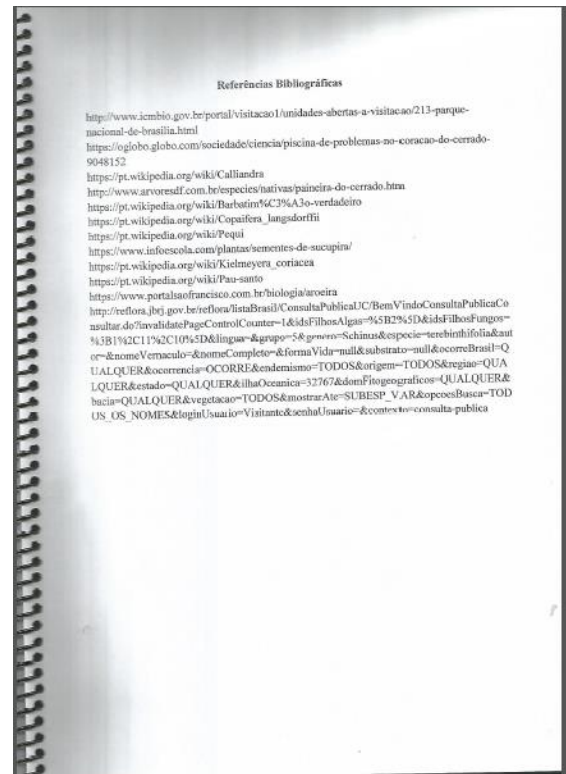 Referências Bibliográficas
http://www.icmbio.gov.br/portal/visitacao1/unidades-abertas-a-visitacao/213-parque-
nacional-de-brasilia.html
https://oglobo.globo.com/sociedade/ciencia/piscina-de-problemas-no-coracao-do-cerrado-
9048152
https://pt.wikipedia.org/wiki/Calliandra
http://www.arvoresdf.com.br/especies/nativas/paineira-do-cerrado.htm
https://pt.wikipedia.org/wiki/Barbatim%C3%A3o-verdadeiro
https://pt.wikipedia.org/wiki/Copaifera_langsdorffii
https://pt.wikipedia.org/wiki/Pequi
https://www.infoescola.com/plantas/sementes-de-sucupira/
https://pt.wikipedia.org/wiki/Kielmeyera_coriacea
https://pt.wikipedia.org/wiki/Pau-santo
https://www.portalsaofrancisco.com.br/biologia/aroeira
http://reflora.jbrj.gov.br/reflora/listaBrasil/ConsultaPublicaUC/BemVindoConsultaPublicaCo
nsultar.do?invalidatePageControlCounter=1&idsFilhosAlgas=%5B2%5D&idsFilhosFungos=
%5B1%2C11%2C10%5D&lingua=&grupo=5&genero=Schinus&especie=terebinthifolia&aut
or=&nomeVernaculo=&nomeCompleto=&formaVida=null&substrato=null&ocorreBrasil=Q
UALQUER&ocorrencia=OCORRE&endemismo=TODOS&origem=TODOS&regiao=QUA
LQUER&estado=QUALQUER&ilhaOceanica=32767&domFitogeograficos=QUALQUER&
bacia=QUALQUER&vegetacao=TODOS&mostrarAte=SUBESP_VAR&opcoesBusca=TOD
OS_OS_NOMES&loginUsuario=Visitante&senhaUsuario=&contexto=consulta-publica